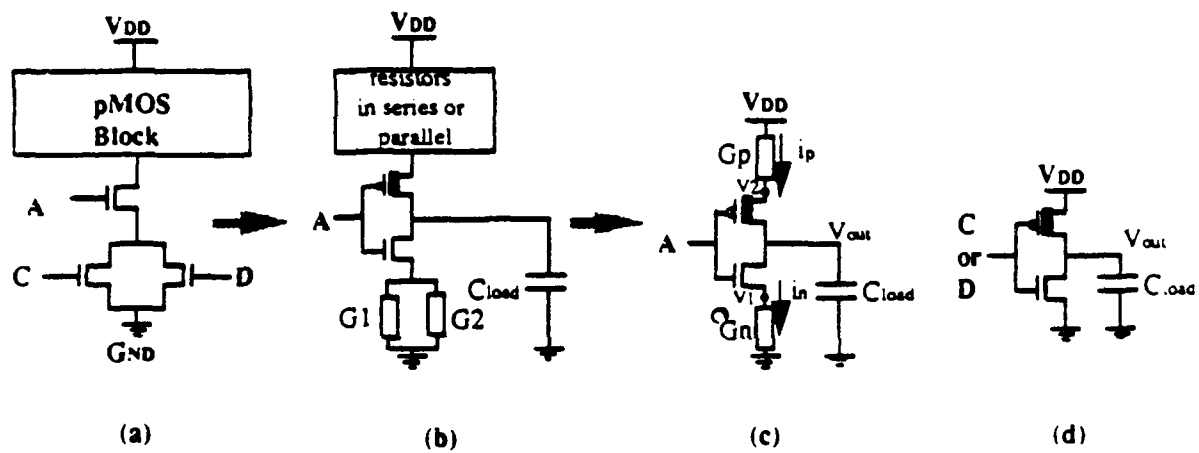 VDD
pMOS
Block
A
C
D
GND
(a)
VDD
resistors
in series or
parallel
A
G1
G2
Cload
(b)
VDD
Gp
ip
V2
A
Vout
V1
in
Gn
Cload
(c)
VDD
C
or
D
Vout
Cload
(d)